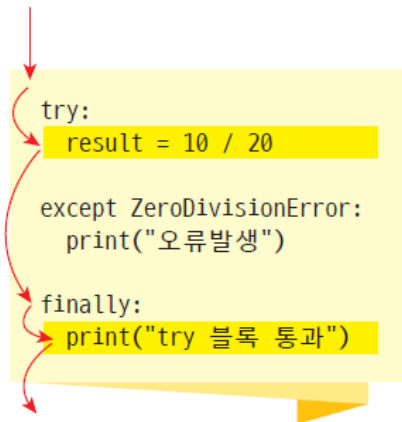 try:
result = 10 / 20
except ZeroDivisionError:
print("오류발생")
finally:
print("try 블록 통과")